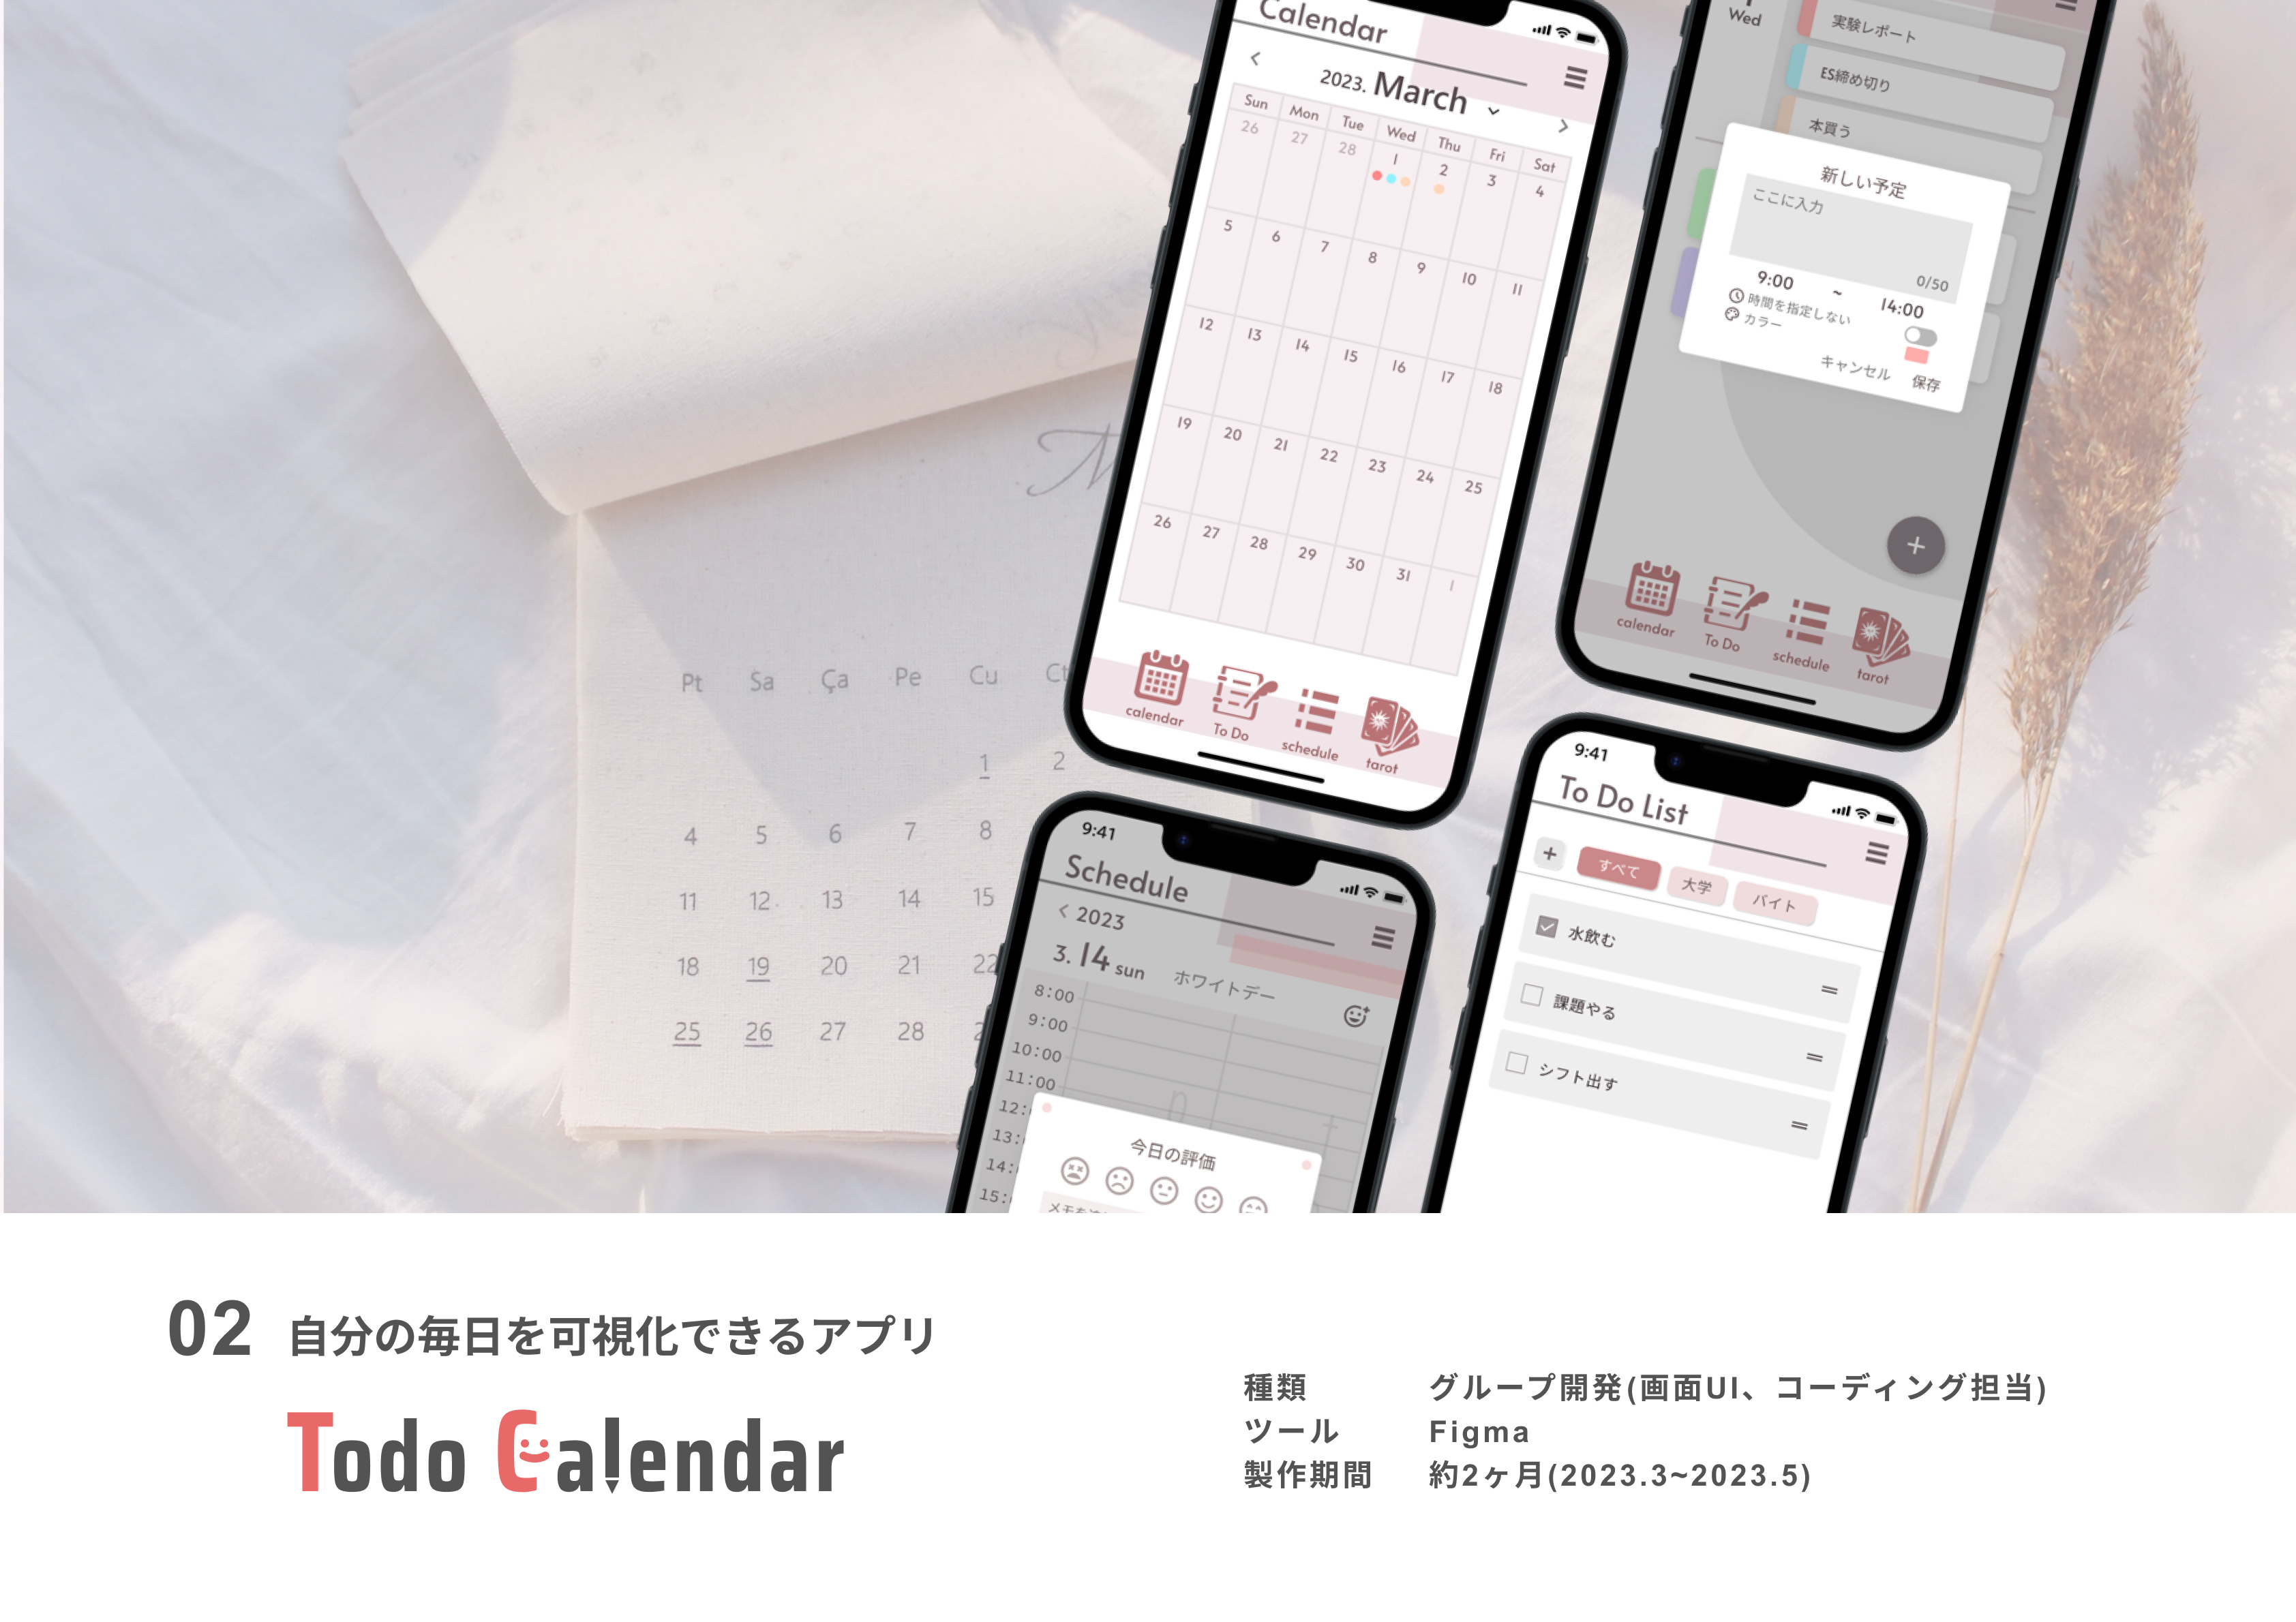 Calendar
2023. March
Sun Mon Tue Wed Thu Fri Sat
26 27 28 1 2 3 4
5 6 7 8 9 10 11
12 13 14 15 16 17 18
19 20 21 22 23 24 25
26 27 28 29 30 31 1
calendar To Do schedule tarot
Wed
実験レポート
ES締め切り
本買う
新しい予定
ここに入力
0/50
9:00 ~ 14:00
時間を指定しない
カラー
キャンセル 保存
+
calendar To Do schedule tarot
Pt Sa Ça Pe Cu
1 2
4 5 6 7 8
11 12 13 14 15
18 19 20 21 22
25 26 27 28
9:41
Schedule
2023
3. 14 sun ホワイトデー
8:00
9:00
10:00
11:00
12:
13:
14:
15:
今日の評価
9:41
To Do List
+ すべて 大学 バイト
水飲む
課題やる
シフト出す
02 自分の毎日を可視化できるアプリ
Todo Calendar
種類 グループ開発(画面UI、コーディング担当)
ツール Figma
製作期間 約2ヶ月(2023.3~2023.5)